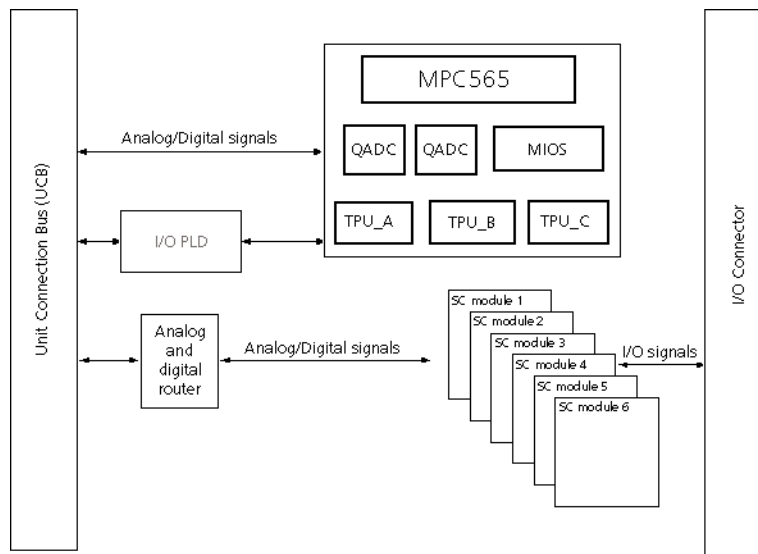 MPC565
Analog/Digital signals
QADC
QADC
MIOS
TPU_A
TPU_B
TPU_C
I/O PLD
Unit Connection Bus (UCB)
I/O Connector
SC module 1
SC module 2
SC module 3
SC module 4
SC module 5
SC module 6
Analog
and
digital
router
Analog/Digital signals
I/O signals